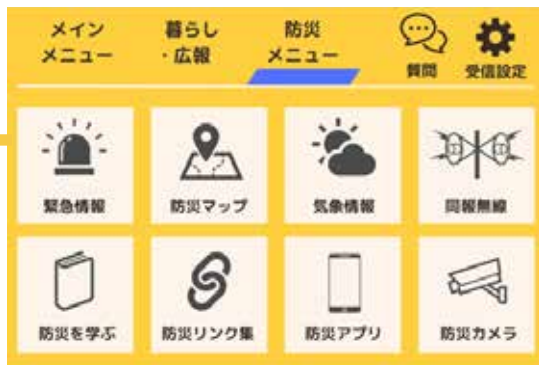 メイン
メニュー
暮らし
・広報
防災
メニュー
質問
受信設定
緊急情報
防災マップ
気象情報
同報無線
防災を学ぶ
防災リンク集
防災アプリ
防災カメラ